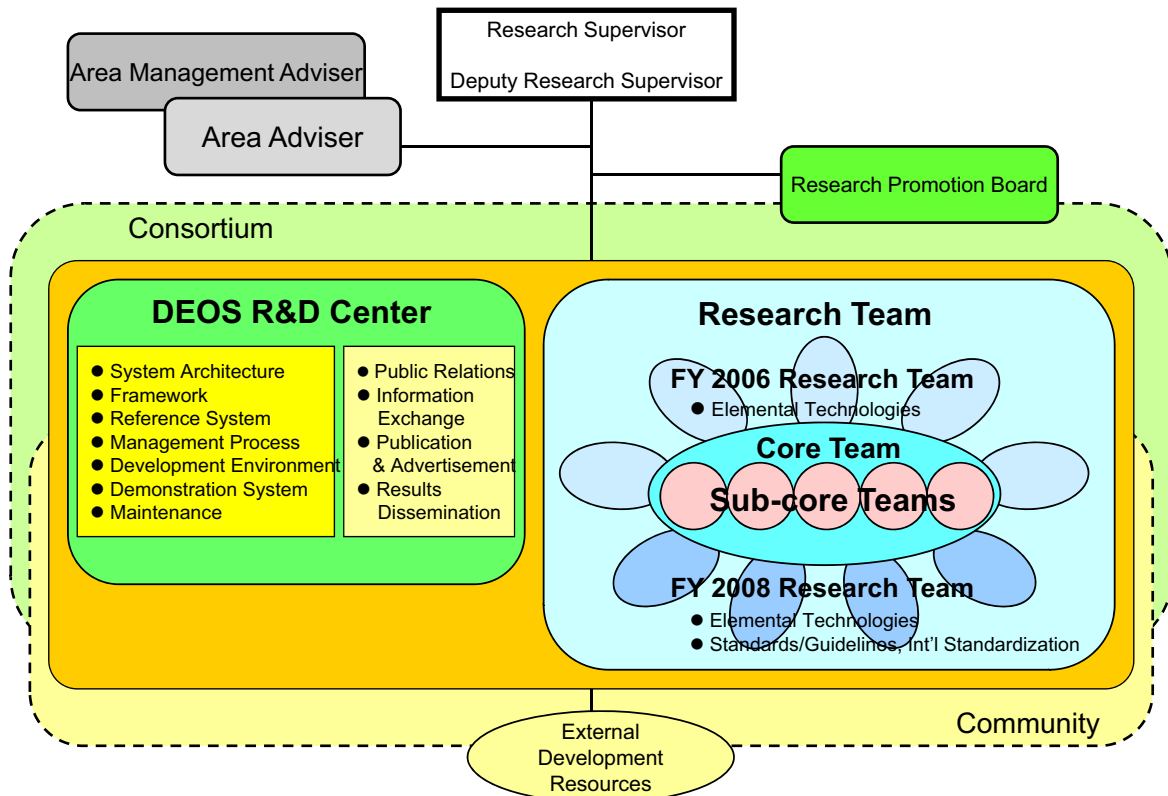 Research Supervisor
Deputy Research Supervisor
Area Management Adviser
Area Adviser
Research Promotion Board
Consortium
DEOS R&D Center
● System Architecture
● Framework
● Reference System
● Management Process
● Development Environment
● Demonstration System
● Maintenance
● Public Relations
● Information
Exchange
● Publication
& Advertisement
● Results
Dissemination
Research Team
FY 2006 Research Team
● Elemental Technologies
Core Team
Sub-core Teams
FY 2008 Research Team
● Elemental Technologies
● Standards/Guidelines, Int'l Standardization
Community
External
Development
Resources